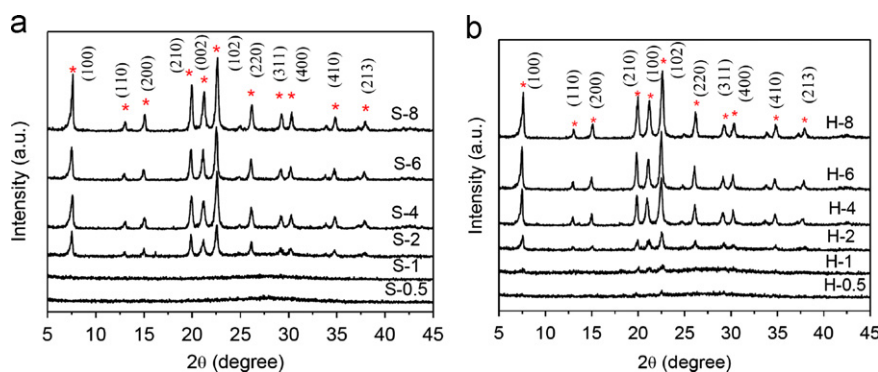 a
(100)
(110)
(200)
(210)
(002)
(102)
(220)
(311)
(400)
(410)
(213)
S-8
S-6
S-4
S-2
S-1
S-0.5
Intensity (a.u.)
5 10 15 20 25 30 35 40 45
2θ (degree)
b
(100)
(110)
(200)
(210)
(100)
(102)
(220)
(311)
(400)
(410)
(213)
H-8
H-6
H-4
H-2
H-1
H-0.5
Intensity (a.u.)
5 10 15 20 25 30 35 40 45
2θ (degree)